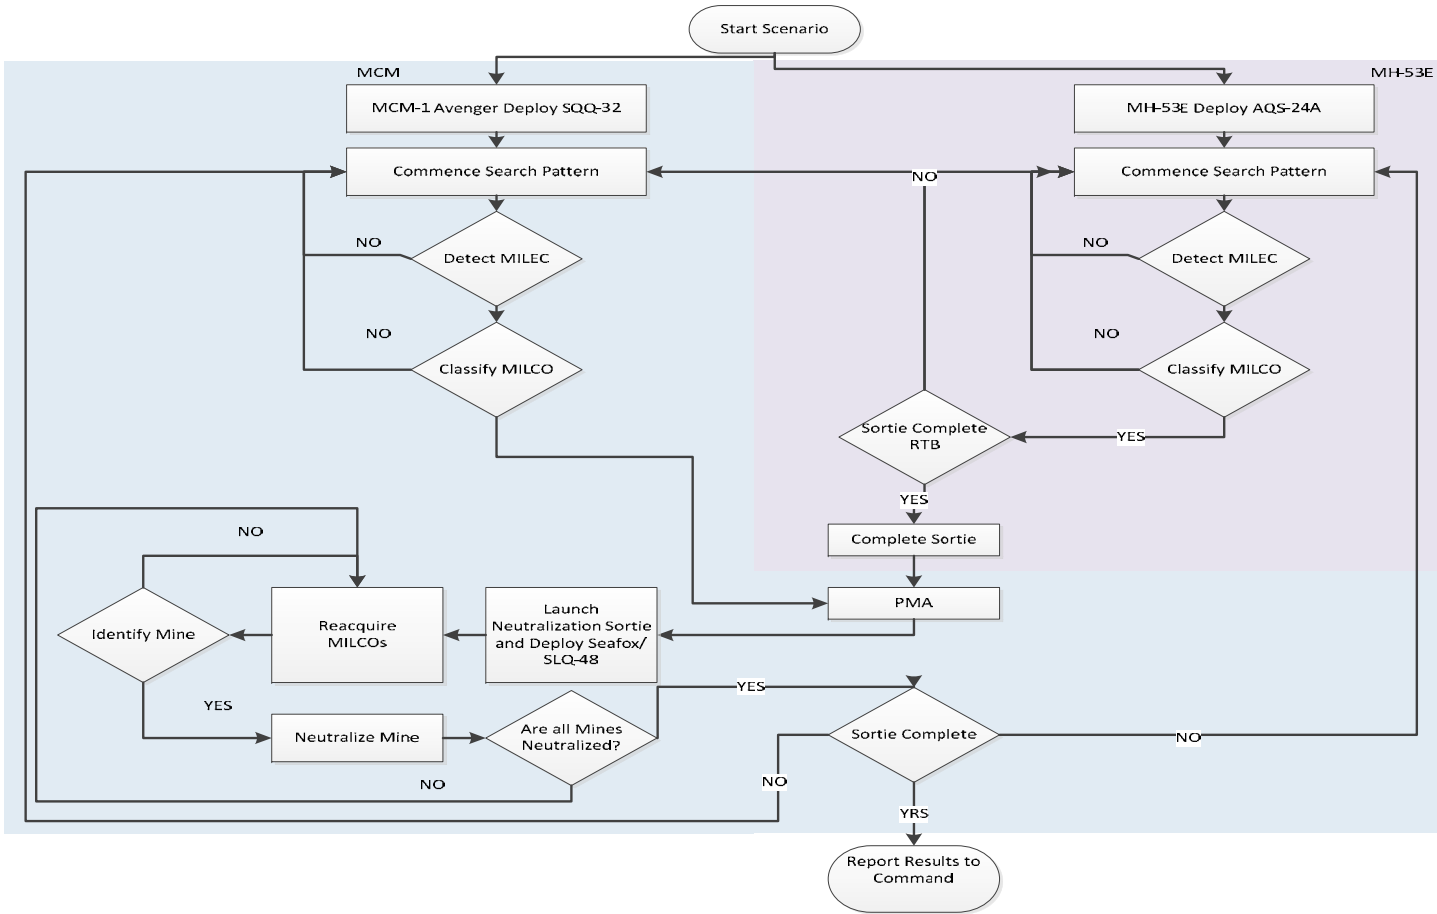 Start Scenario
MCM
MH-53E
MCM-1 Avenger Deploy SQQ-32
MH-53E Deploy AQS-24A
Commence Search Pattern
NO
Commence Search Pattern
NO
Detect MILEC
NO
Detect MILEC
NO
Classify MILCO
NO
Classify MILCO
Sortie Complete
RTB
YES
YES
Complete Sortie
NO
PMA
Identify Mine
Reacquire
MILCOs
Launch
Neutralization Sortie
and Deploy Seafox/
SLQ-48
YES
YES
Neutralize Mine
Are all Mines
Neutralized?
Sortie Complete
NO
NO
NO
YRS
Report Results to
Command